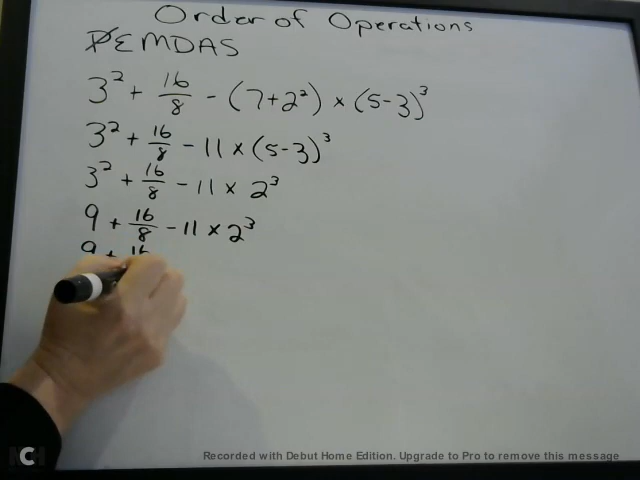 Order of Operations
PEMDAS
3² + 16/8 - (7+2²) × (5-3)³
3² + 16/8 - 11 × (5-3)³
3² + 16/8 - 11 × 2³
9 + 16/8 - 11 × 2³
9 + 16
Recorded with Debut Home Edition. Upgrade to Pro to remove this message